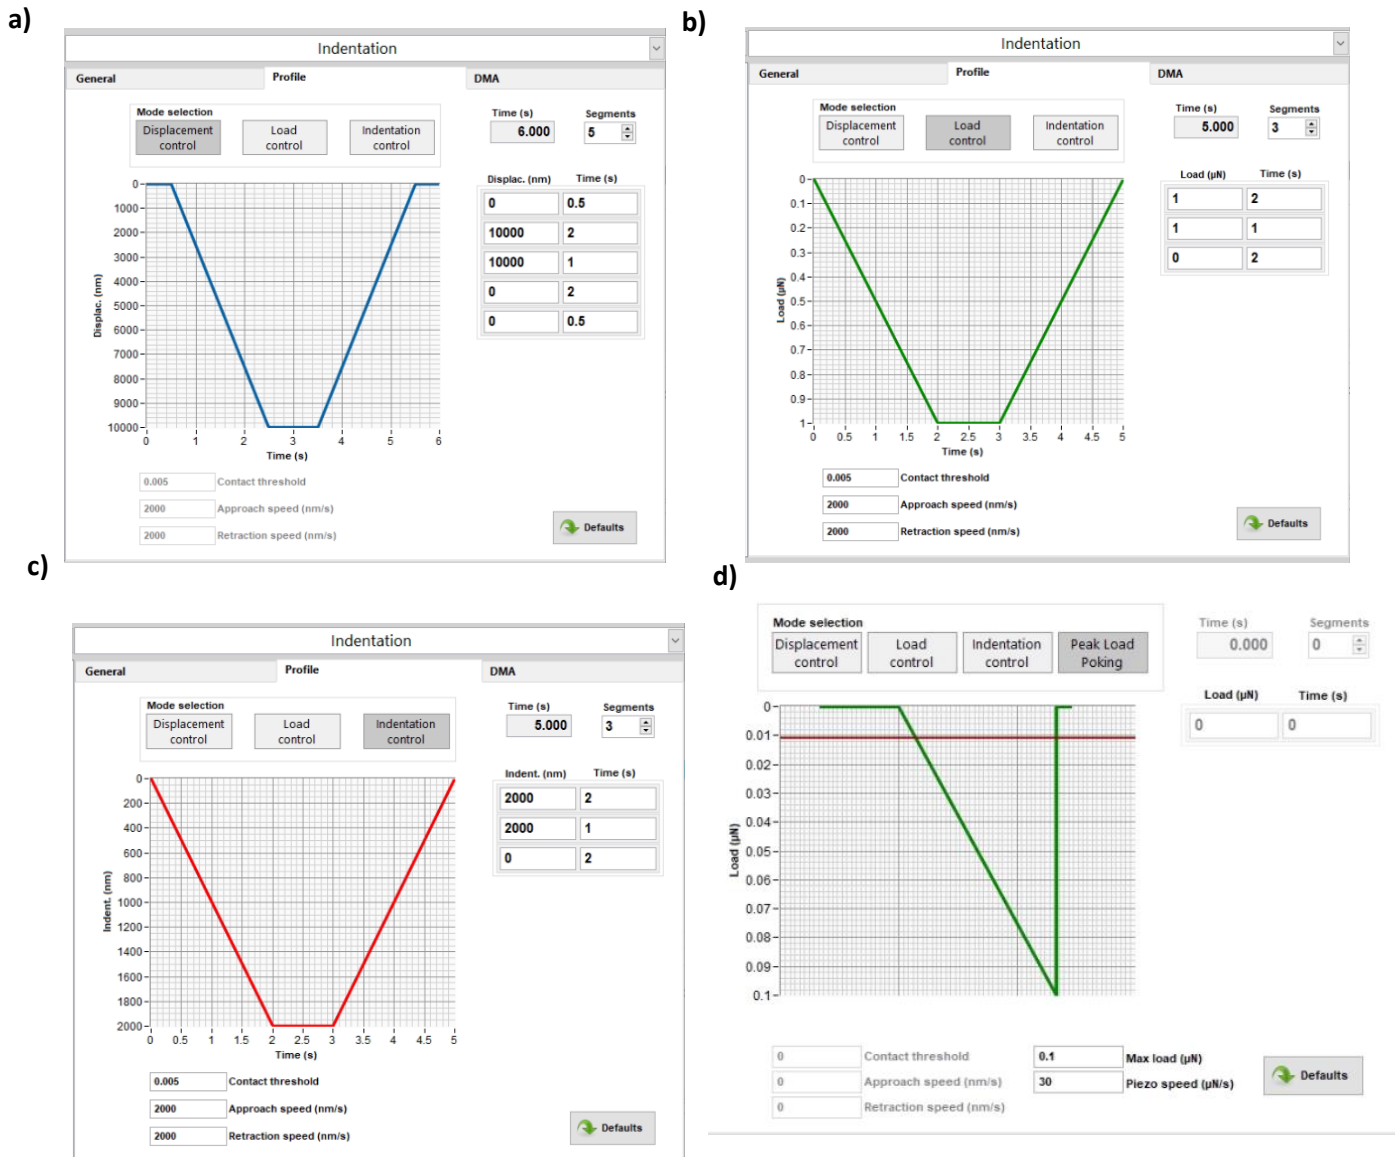 a)
Indentation
General Profile DMA
Mode selection
Displacement control Load control Indentation control
Time (s) Segments
6.000 5
Displac. (nm) Time (s)
0 0.5
10000 2
10000 1
0 2
0 0.5
Displac. (nm)
0
1000
2000
3000
4000
5000
6000
7000
8000
9000
10000
0 1 2 3 4 5 6
Time (s)
0.005 Contact threshold
2000 Approach speed (nm/s)
2000 Retraction speed (nm/s)
Defaults
b)
Indentation
General Profile DMA
Mode selection
Displacement control Load control Indentation control
Time (s) Segments
5.000 3
Load (µN) Time (s)
1 2
1 1
0 2
Load (µN)
0
0.1
0.2
0.3
0.4
0.5
0.6
0.7
0.8
0.9
1
0 0.5 1 1.5 2 2.5 3 3.5 4 4.5 5
Time (s)
0.005 Contact threshold
2000 Approach speed (nm/s)
2000 Retraction speed (nm/s)
Defaults
c)
Indentation
General Profile DMA
Mode selection
Displacement control Load control Indentation control
Time (s) Segments
5.000 3
Indent. (nm) Time (s)
2000 2
2000 1
0 2
Indent. (nm)
0
200
400
600
800
1000
1200
1400
1600
1800
2000
0 0.5 1 1.5 2 2.5 3 3.5 4 4.5 5
Time (s)
0.005 Contact threshold
2000 Approach speed (nm/s)
2000 Retraction speed (nm/s)
Defaults
d)
Mode selection
Displacement control Load control Indentation control Peak Load Poking
Time (s) Segments
0.000 0
Load (µN) Time (s)
0 0
Load (µN)
0
0.01
0.02
0.03
0.04
0.05
0.06
0.07
0.08
0.09
0.1
0 Contact threshold
0 Approach speed (nm/s)
0 Retraction speed (nm/s)
0.1 Max load (µN)
30 Piezo speed (µN/s)
Defaults